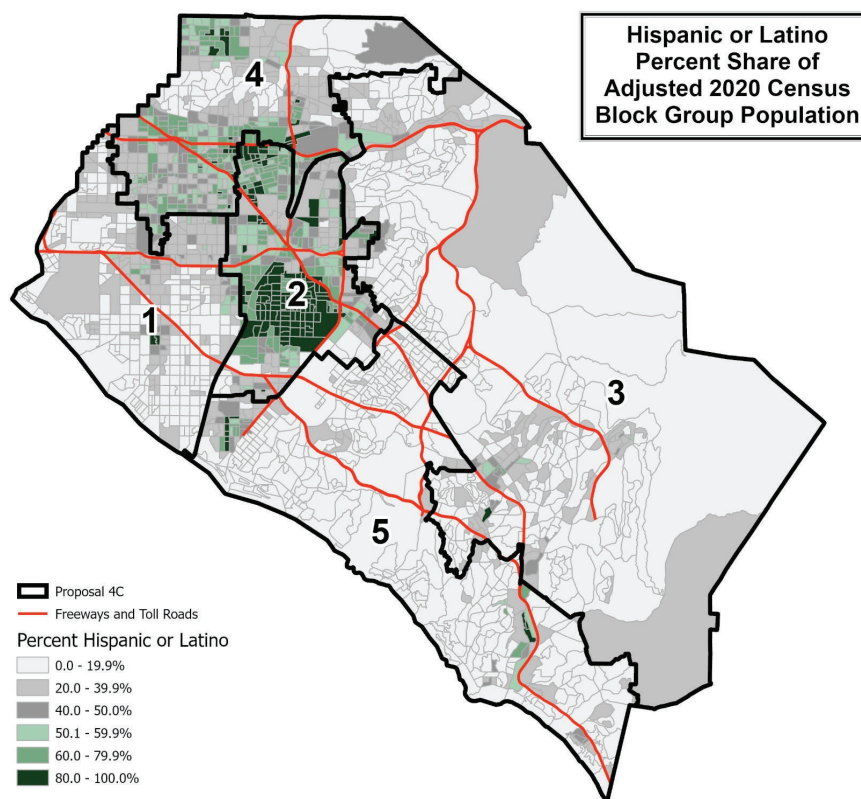 Hispanic or Latino
Percent Share of
Adjusted 2020 Census
Block Group Population
4
2
1
3
5
Proposal 4C
Freeways and Toll Roads
Percent Hispanic or Latino
0.0 - 19.9%
20.0 - 39.9%
40.0 - 50.0%
50.1 - 59.9%
60.0 - 79.9%
80.0 - 100.0%